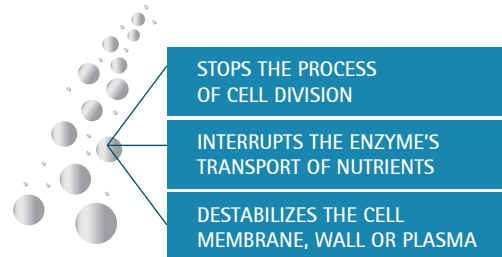 STOPS THE PROCESS
OF CELL DIVISION
INTERRUPTS THE ENZYME'S
TRANSPORT OF NUTRIENTS
DESTABILIZES THE CELL
MEMBRANE, WALL OR PLASMA